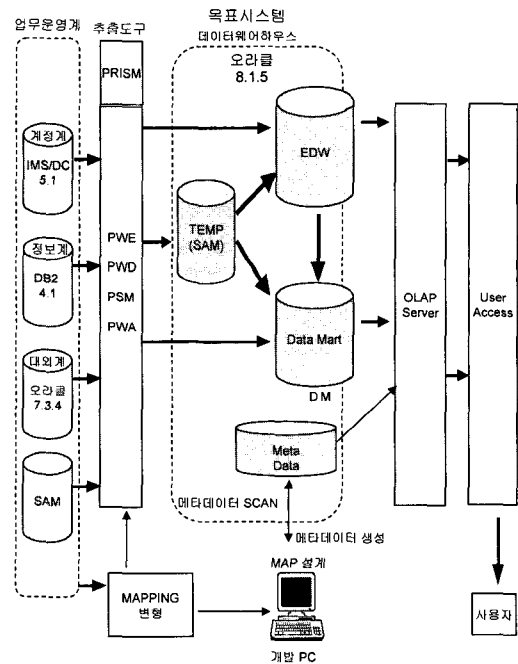 목표시스템
업무운영계
추출도구
데이터웨어하우스
오라클
8.1.5
PRISM
계정계
IMS/DC
5.1
EDW
TEMP
(SAM)
정보계
DB2
4.1
PWE
PWD
PSM
PWA
Data Mart
DM
OLAP
Server
User
Access
대외계
오라클
7.3.4
Meta
Data
SAM
메타데이터 SCAN
메타데이터 생성
MAP 설계
MAPPING
변형
개발 PC
사용자